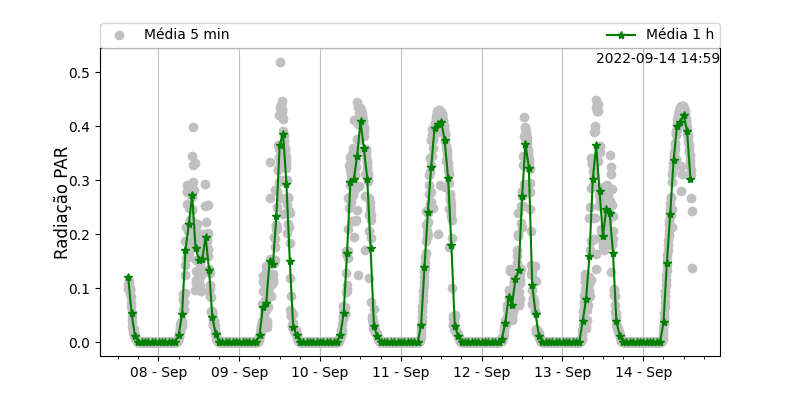 Média 5 min
Média 1 h
2022-09-14 14:59
Radiação PAR
0.5
0.4
0.3
0.2
0.1
0.0
08 - Sep
09 - Sep
10 - Sep
11 - Sep
12 - Sep
13 - Sep
14 - Sep